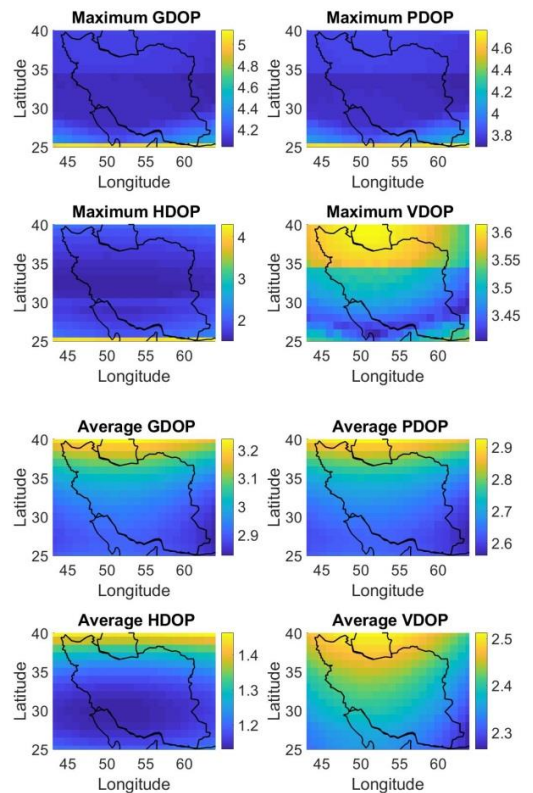 Maximum GDOP
40
35
30
25
Latitude
45 50 55 60
Longitude
5
4.8
4.6
4.4
4.2
Maximum PDOP
40
35
30
25
Latitude
45 50 55 60
Longitude
4.6
4.4
4.2
4
3.8
Maximum HDOP
40
35
30
25
Latitude
45 50 55 60
Longitude
4
3
2
Maximum VDOP
40
35
30
25
Latitude
45 50 55 60
Longitude
3.6
3.55
3.5
3.45
Average GDOP
40
35
30
25
Latitude
45 50 55 60
Longitude
3.2
3.1
3
2.9
Average PDOP
40
35
30
25
Latitude
45 50 55 60
Longitude
2.9
2.8
2.7
2.6
Average HDOP
40
35
30
25
Latitude
45 50 55 60
Longitude
1.4
1.3
1.2
Average VDOP
40
35
30
25
Latitude
45 50 55 60
Longitude
2.5
2.4
2.3